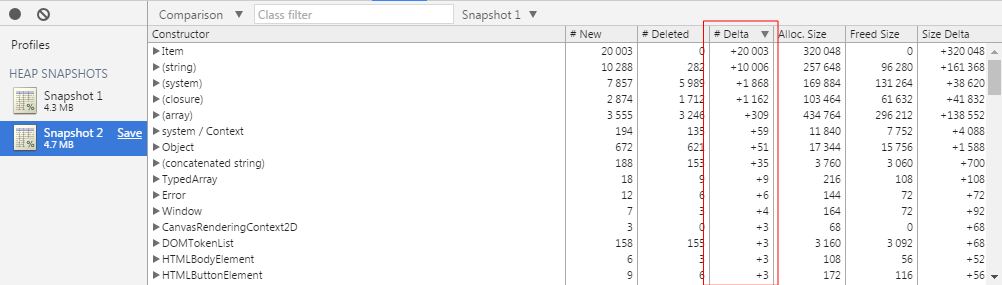 Comparison ▼ Class filter Snapshot 1 ▼
Profiles
HEAP SNAPSHOTS
Snapshot 1
4.3 MB
Snapshot 2 Save
4.7 MB
Constructor # New # Deleted # Delta ▼ Alloc. Size Freed Size Size Delta
▶Item 20 003 0 +20 003 320 048 0 +320 048
▶(string) 10 288 282 +10 006 257 648 96 280 +161 368
▶(system) 7 857 5 989 +1 868 169 884 131 264 +38 620
▶(closure) 2 874 1 712 +1 162 103 464 61 632 +41 832
▶(array) 3 555 3 246 +309 434 764 296 212 +138 552
▶system / Context 194 135 +59 11 840 7 752 +4 088
▶Object 672 621 +51 17 344 15 756 +1 588
▶(concatenated string) 188 153 +35 3 760 3 060 +700
▶TypedArray 18 9 +9 216 108 +108
▶Error 12 6 +6 144 72 +72
▶Window 7 3 +4 164 72 +92
▶CanvasRenderingContext2D 3 0 +3 68 0 +68
▶DOMTokenList 158 155 +3 3 160 3 092 +68
▶HTMLBodyElement 6 3 +3 108 56 +52
▶HTMLButtonElement 9 6 +3 172 116 +56